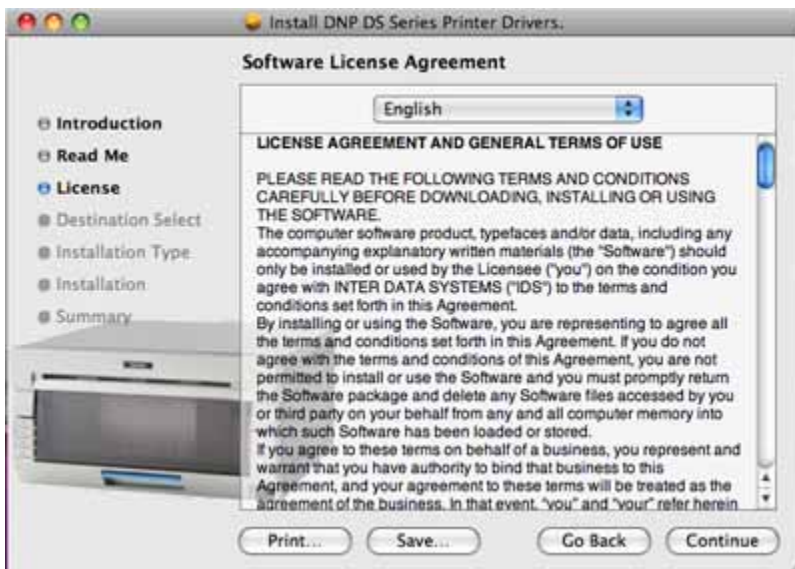 Install DNP DS Series Printer Drivers.
Software License Agreement
Introduction
Read Me
License
Destination Select
Installation Type
Installation
Summary
English
LICENSE AGREEMENT AND GENERAL TERMS OF USE
PLEASE READ THE FOLLOWING TERMS AND CONDITIONS
CAREFULLY BEFORE DOWNLOADING, INSTALLING OR USING
THE SOFTWARE.
The computer software product, typefaces and/or data, including any
accompanying explanatory written materials (the "Software") should
only be installed or used by the Licensee ("you") on the condition you
agree with INTER DATA SYSTEMS ("IDS") to the terms and
conditions set forth in this Agreement.
By installing or using the Software, you are representing to agree all
the terms and conditions set forth in this Agreement. If you do not
agree with the terms and conditions of this Agreement, you are not
permitted to install or use the Software and you must promptly return
the Software package and delete any Software files accessed by you
or third party on your behalf from any and all computer memory into
which such Software has been loaded or stored.
If you agree to these terms on behalf of a business, you represent and
warrant that you have authority to bind that business to this
Agreement, and your agreement to these terms will be treated as the
agreement of the business. In that event, "you" and "your" refer herein
Print...
Save...
Go Back
Continue